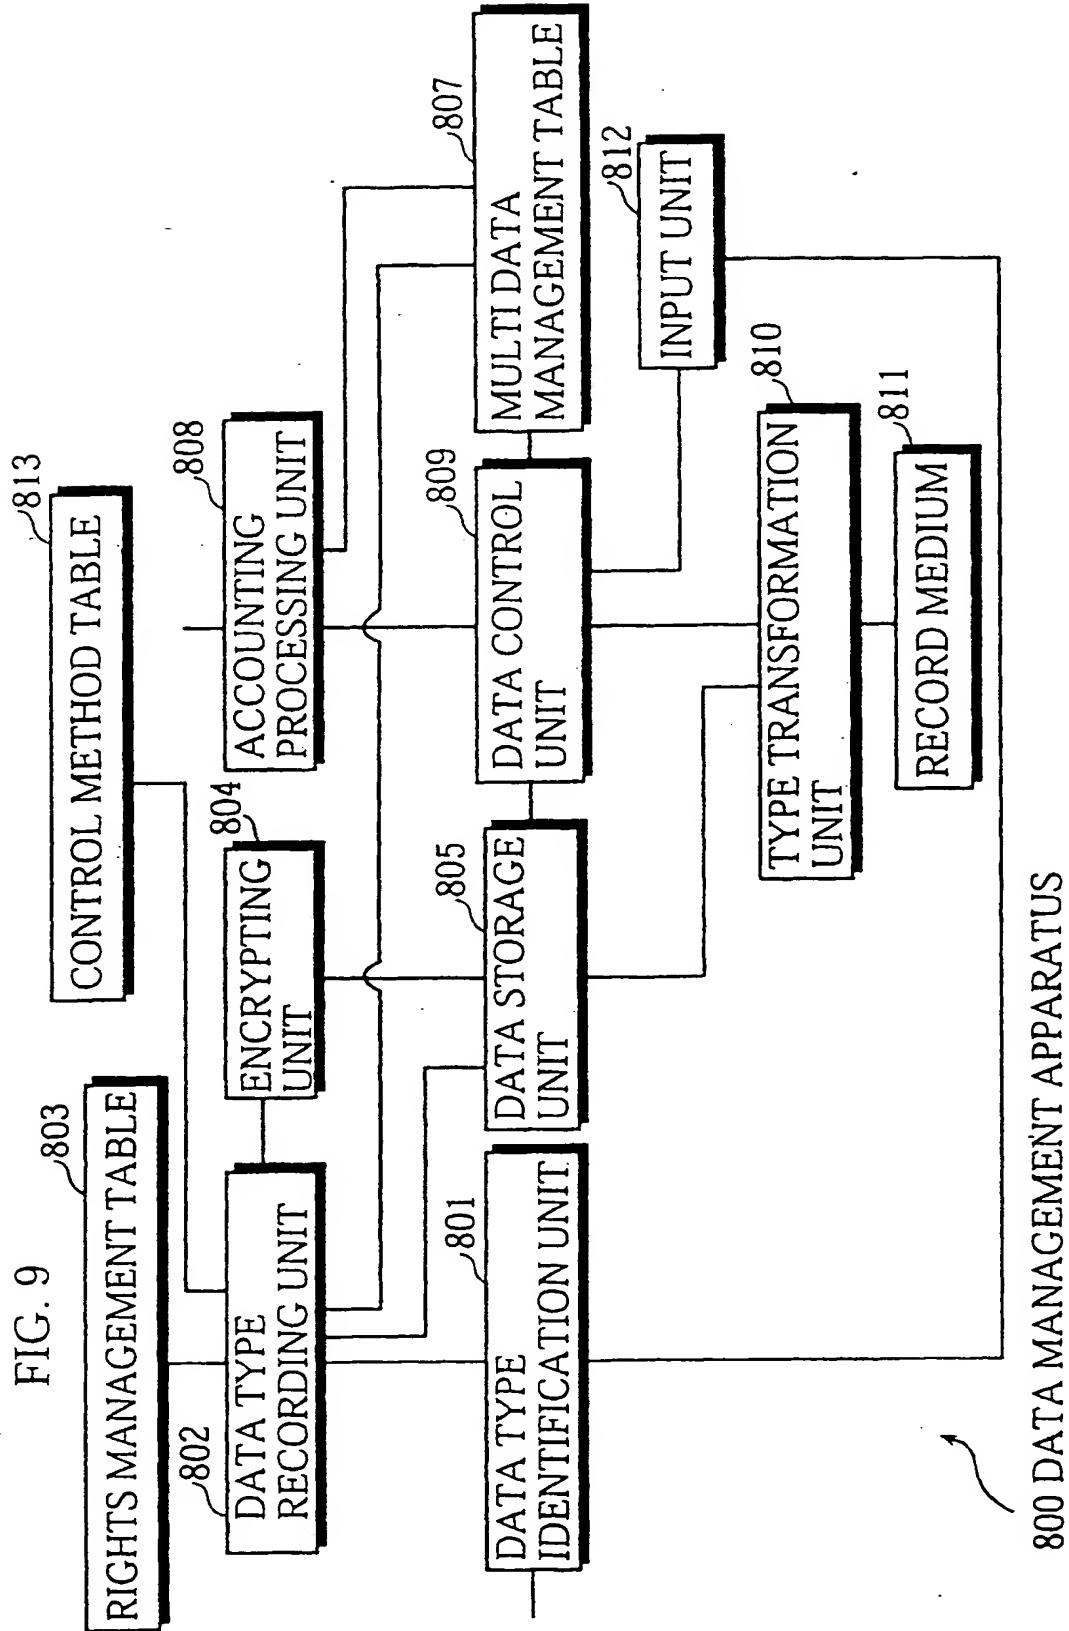 FIG. 9
813
CONTROL METHOD TABLE
803
RIGHTS MANAGEMENT TABLE
802
DATA TYPE
RECORDING UNIT
804
ENCRYPTING
UNIT
808
ACCOUNTING
PROCESSING UNIT
801
DATA TYPE
IDENTIFICATION UNIT
805
DATA STORAGE
UNIT
809
DATA CONTROL
UNIT
807
MULTI DATA
MANAGEMENT TABLE
812
INPUT UNIT
810
TYPE TRANSFORMATION
UNIT
811
RECORD MEDIUM
800 DATA MANAGEMENT APPARATUS